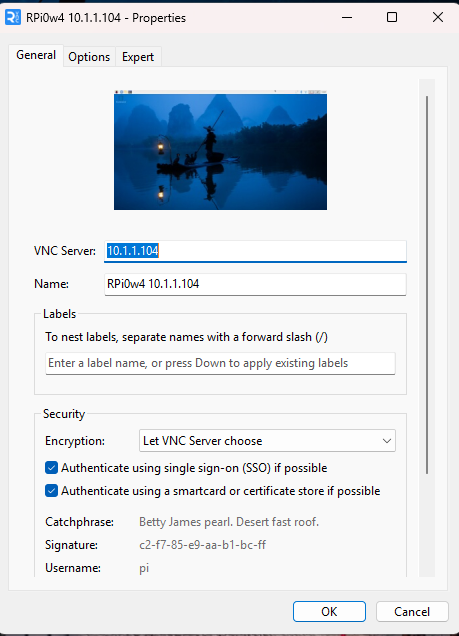 RPi0w4 10.1.1.104 - Properties
General Options Expert
VNC Server: 10.1.1.104
Name: RPi0w4 10.1.1.104
Labels
To nest labels, separate names with a forward slash (/)
Enter a label name, or press Down to apply existing labels
Security
Encryption: Let VNC Server choose
Authenticate using single sign-on (SSO) if possible
Authenticate using a smartcard or certificate store if possible
Catchphrase: Betty James pearl. Desert fast roof.
Signature: c2-f7-85-e9-aa-b1-bc-ff
Username: pi
OK Cancel